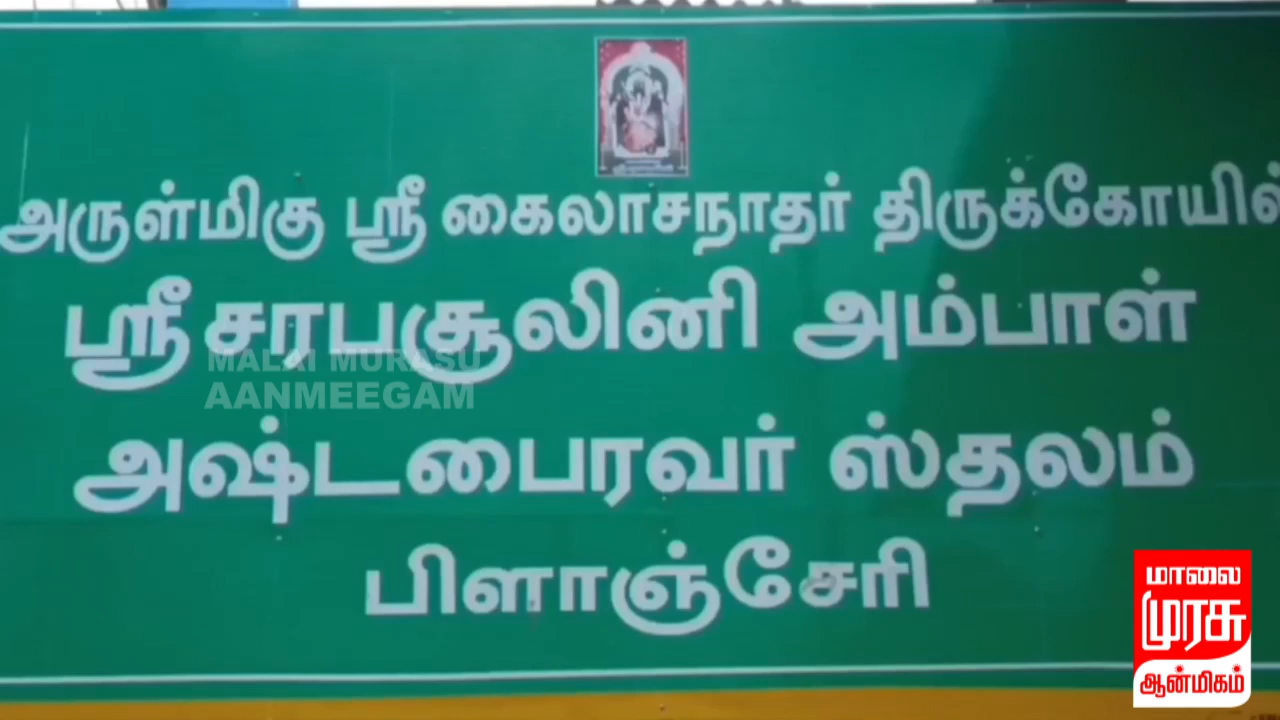 அருள்மிகு ஸ்ரீ கைலாசநாதர் திருக்கோயில்
ஸ்ரீ சரபசூலினி அம்பாள்
MALAI MURASU
AANMEEGAM
அஷ்டபைரவர் ஸ்தலம்
பிளாஞ்சேரி
மாலை
முரசு
ஆன்மிகம்